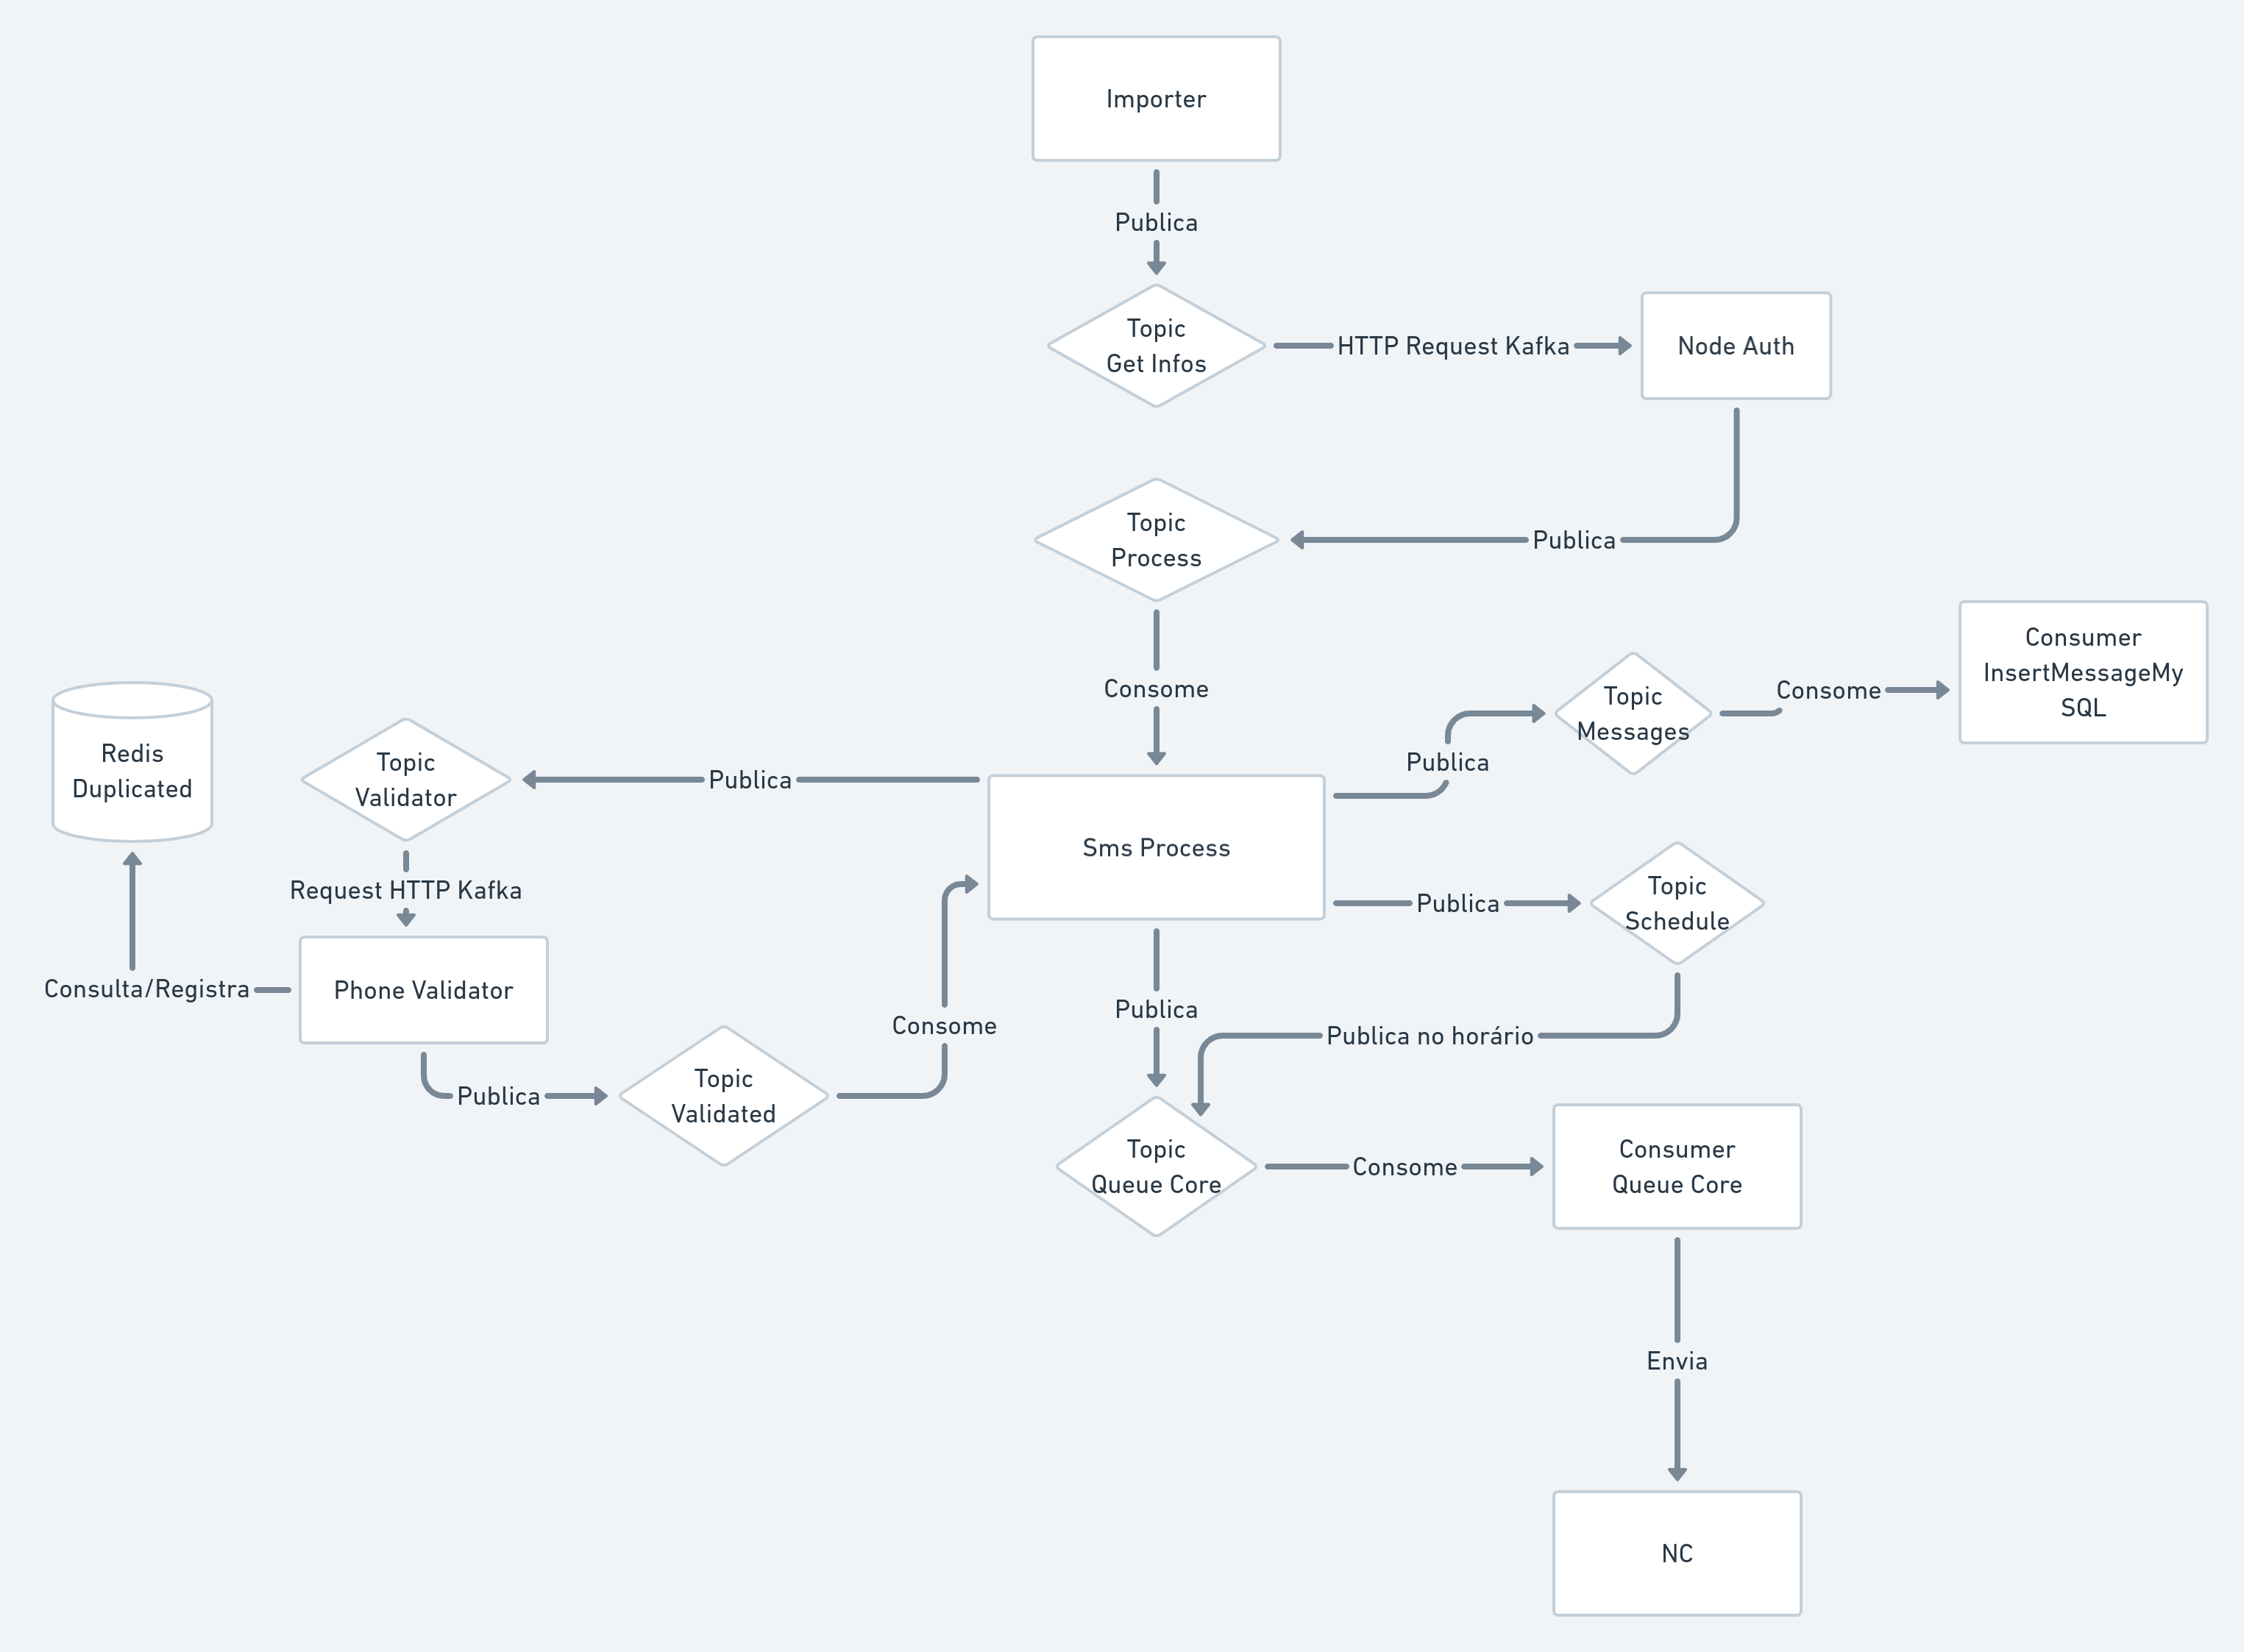 Importer
Publica
Topic
Get Infos
HTTP Request Kafka
Node Auth
Topic
Process
Publica
Consome
Consumer
InsertMessageMy
SQL
Topic
Messages
Consome
Publica
Redis
Duplicated
Topic
Validator
Publica
Sms Process
Request HTTP Kafka
Publica
Topic
Schedule
Consulta/Registra
Phone Validator
Consome
Publica
Publica no horário
Publica
Topic
Validated
Topic
Queue Core
Consome
Consumer
Queue Core
Envia
NC